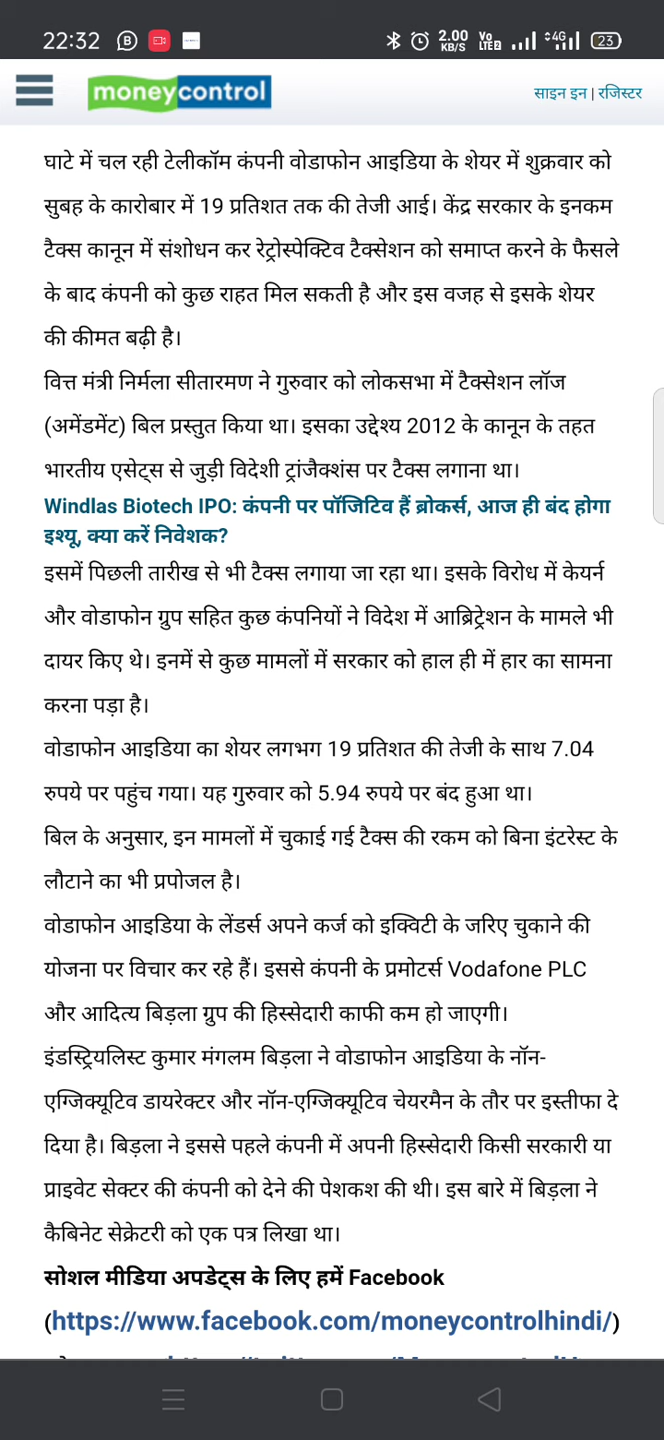 22:32
2.00 KB/S
Vo LTE2
4G
23
moneycontrol
साइन इन | रजिस्टर
घाटे में चल रही टेलीकॉम कंपनी वोडाफोन आइडिया के शेयर में शुक्रवार को
सुबह के कारोबार में 19 प्रतिशत तक की तेजी आई। केंद्र सरकार के इनकम
टैक्स कानून में संशोधन कर रेट्रोस्पेक्टिव टैक्सेशन को समाप्त करने के फैसले
के बाद कंपनी को कुछ राहत मिल सकती है और इस वजह से इसके शेयर
की कीमत बढ़ी है।
वित्त मंत्री निर्मला सीतारमण ने गुरुवार को लोकसभा में टैक्सेशन लॉज
(अमेंडमेंट) बिल प्रस्तुत किया था। इसका उद्देश्य 2012 के कानून के तहत
भारतीय एसेट्स से जुड़ी विदेशी ट्रांजैक्शंस पर टैक्स लगाना था।
Windlas Biotech IPO: कंपनी पर पॉजिटिव हैं ब्रोकर्स, आज ही बंद होगा
इश्यू, क्या करें निवेशक?
इसमें पिछली तारीख से भी टैक्स लगाया जा रहा था। इसके विरोध में केयर्न
और वोडाफोन ग्रुप सहित कुछ कंपनियों ने विदेश में आब्रिट्रेशन के मामले भी
दायर किए थे। इनमें से कुछ मामलों में सरकार को हाल ही में हार का सामना
करना पड़ा है।
वोडाफोन आइडिया का शेयर लगभग 19 प्रतिशत की तेजी के साथ 7.04
रुपये पर पहुंच गया। यह गुरुवार को 5.94 रुपये पर बंद हुआ था।
बिल के अनुसार, इन मामलों में चुकाई गई टैक्स की रकम को बिना इंटरेस्ट के
लौटाने का भी प्रपोजल है।
वोडाफोन आइडिया के लेंडर्स अपने कर्ज को इक्विटी के जरिए चुकाने की
योजना पर विचार कर रहे हैं। इससे कंपनी के प्रमोटर्स Vodafone PLC
और आदित्य बिड़ला ग्रुप की हिस्सेदारी काफी कम हो जाएगी।
इंडस्ट्रियलिस्ट कुमार मंगलम बिड़ला ने वोडाफोन आइडिया के नॉन-
एग्जिक्यूटिव डायरेक्टर और नॉन-एग्जिक्यूटिव चेयरमैन के तौर पर इस्तीफा दे
दिया है। बिड़ला ने इससे पहले कंपनी में अपनी हिस्सेदारी किसी सरकारी या
प्राइवेट सेक्टर की कंपनी को देने की पेशकश की थी। इस बारे में बिड़ला ने
कैबिनेट सेक्रेटरी को एक पत्र लिखा था।
सोशल मीडिया अपडेट्स के लिए हमें Facebook
(https://www.facebook.com/moneycontrolhindi/)